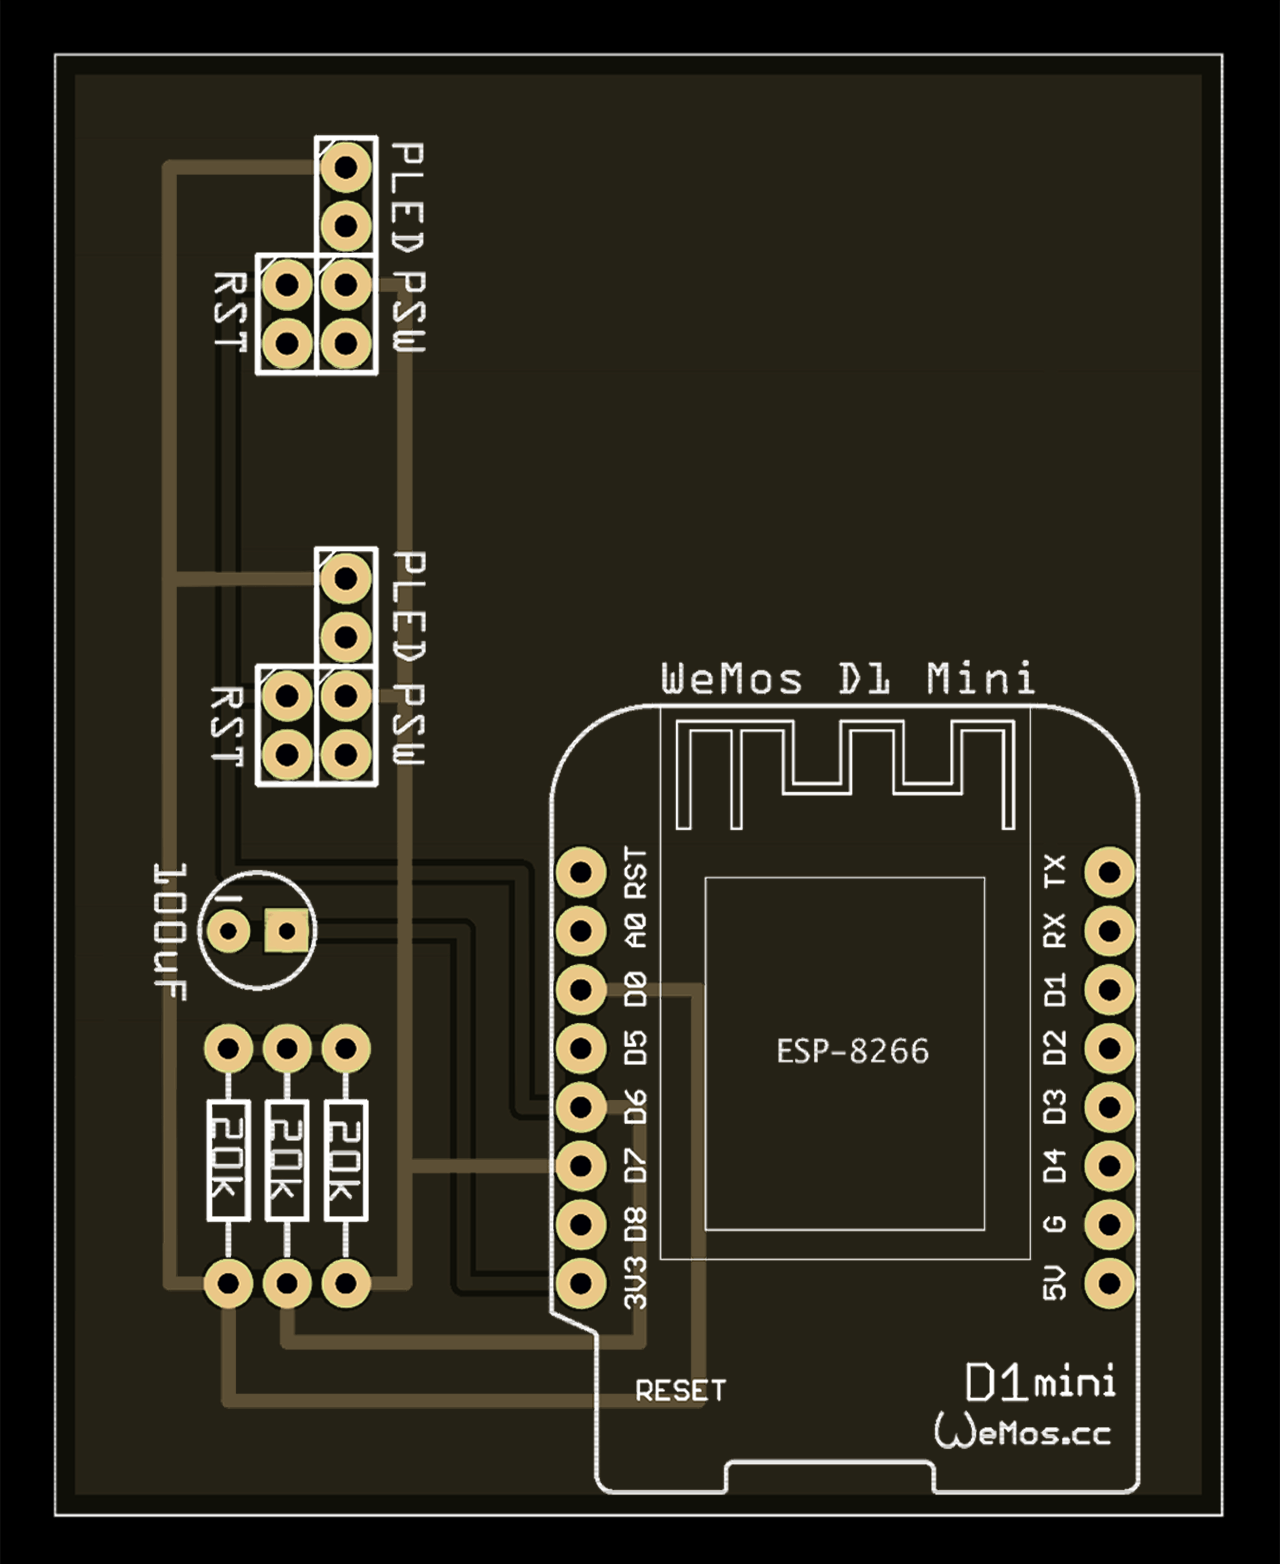 PLED
RST
PSW
PLED
RST
PSW
WeMos D1 Mini
100uF
20k
20k
20k
RST
A0
D0
D5
D6
D7
D8
3V3
ESP-8266
TX
RX
D1
D2
D3
D4
G
5V
RESET
D1mini
WeMos.cc